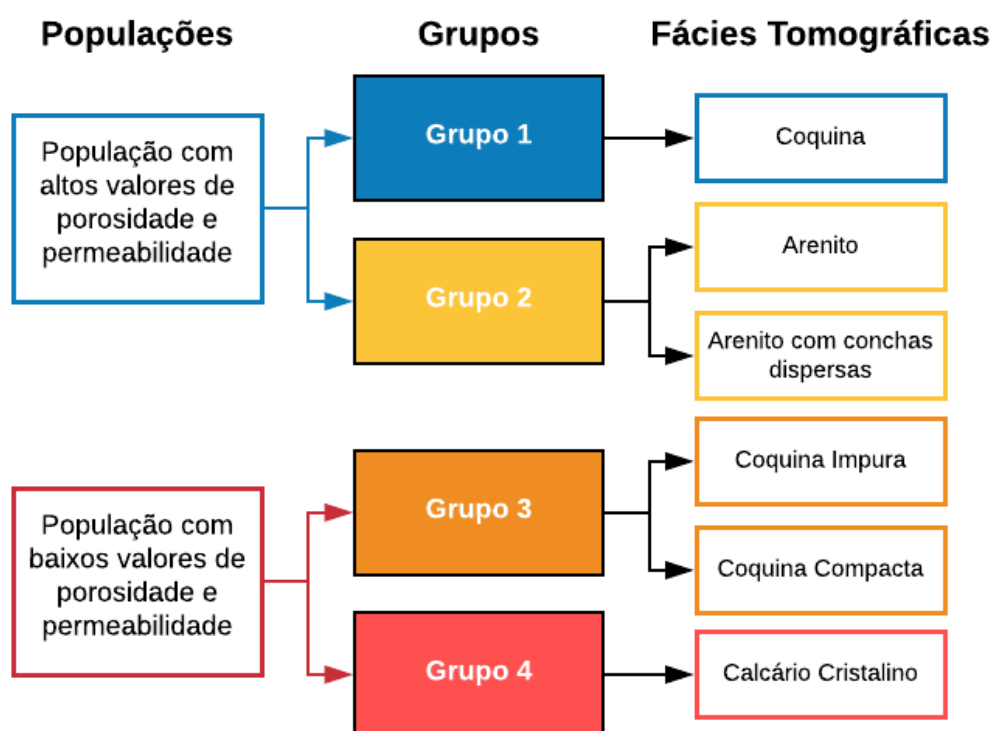 Populações
Grupos
Fácies Tomográficas
População com
altos valores de
porosidade e
permeabilidade
Grupo 1
Coquina
Grupo 2
Arenito
Arenito com conchas
dispersas
População com
baixos valores de
porosidade e
permeabilidade
Grupo 3
Coquina Impura
Coquina Compacta
Grupo 4
Calcário Cristalino